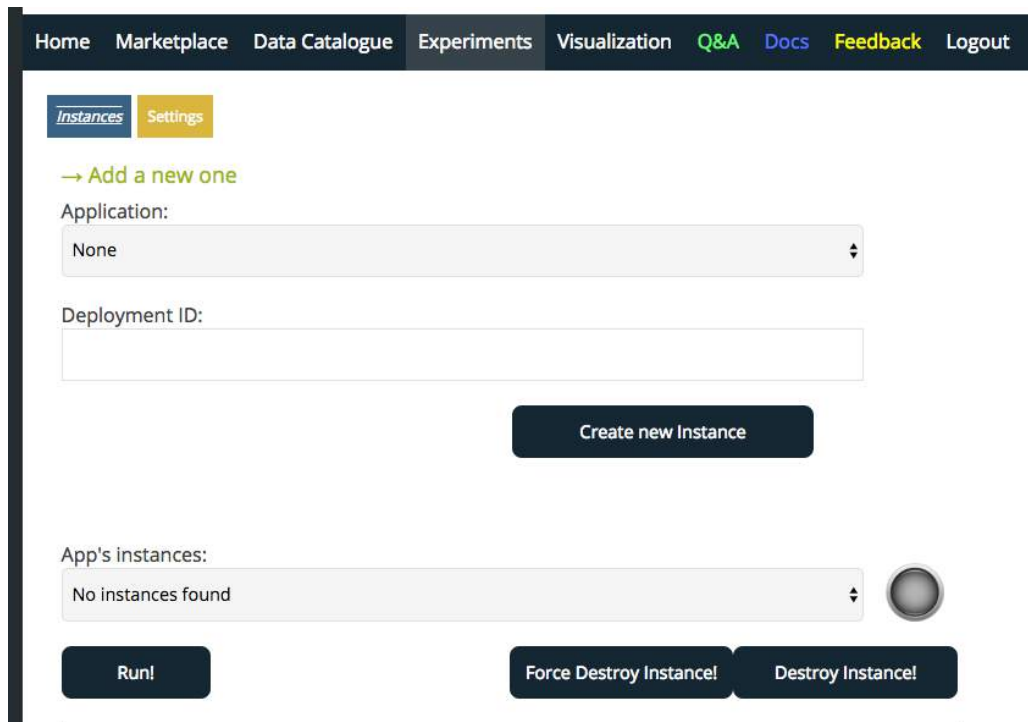 Home Marketplace Data Catalogue Experiments Visualization Q&A Docs Feedback Logout
Instances Settings
→ Add a new one
Application:
None
Deployment ID:
Create new Instance
App's instances:
No instances found
Run! Force Destroy Instance! Destroy Instance!